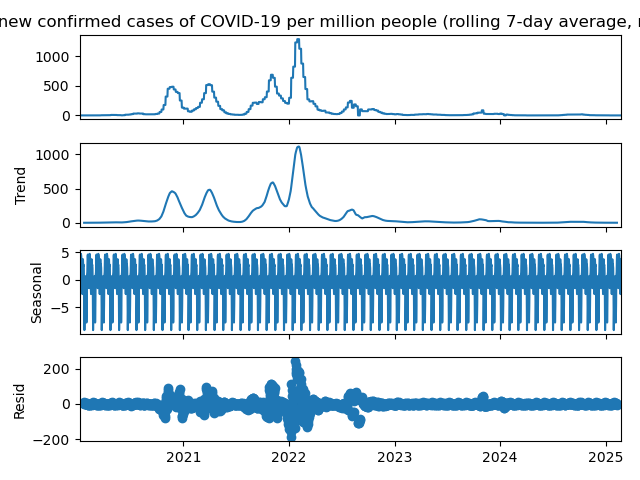 new confirmed cases of COVID-19 per million people (rolling 7-day average,
1000
500
0
Trend
1000
500
0
Seasonal
5
0
−5
Resid
200
0
−200
2021 2022 2023 2024 2025